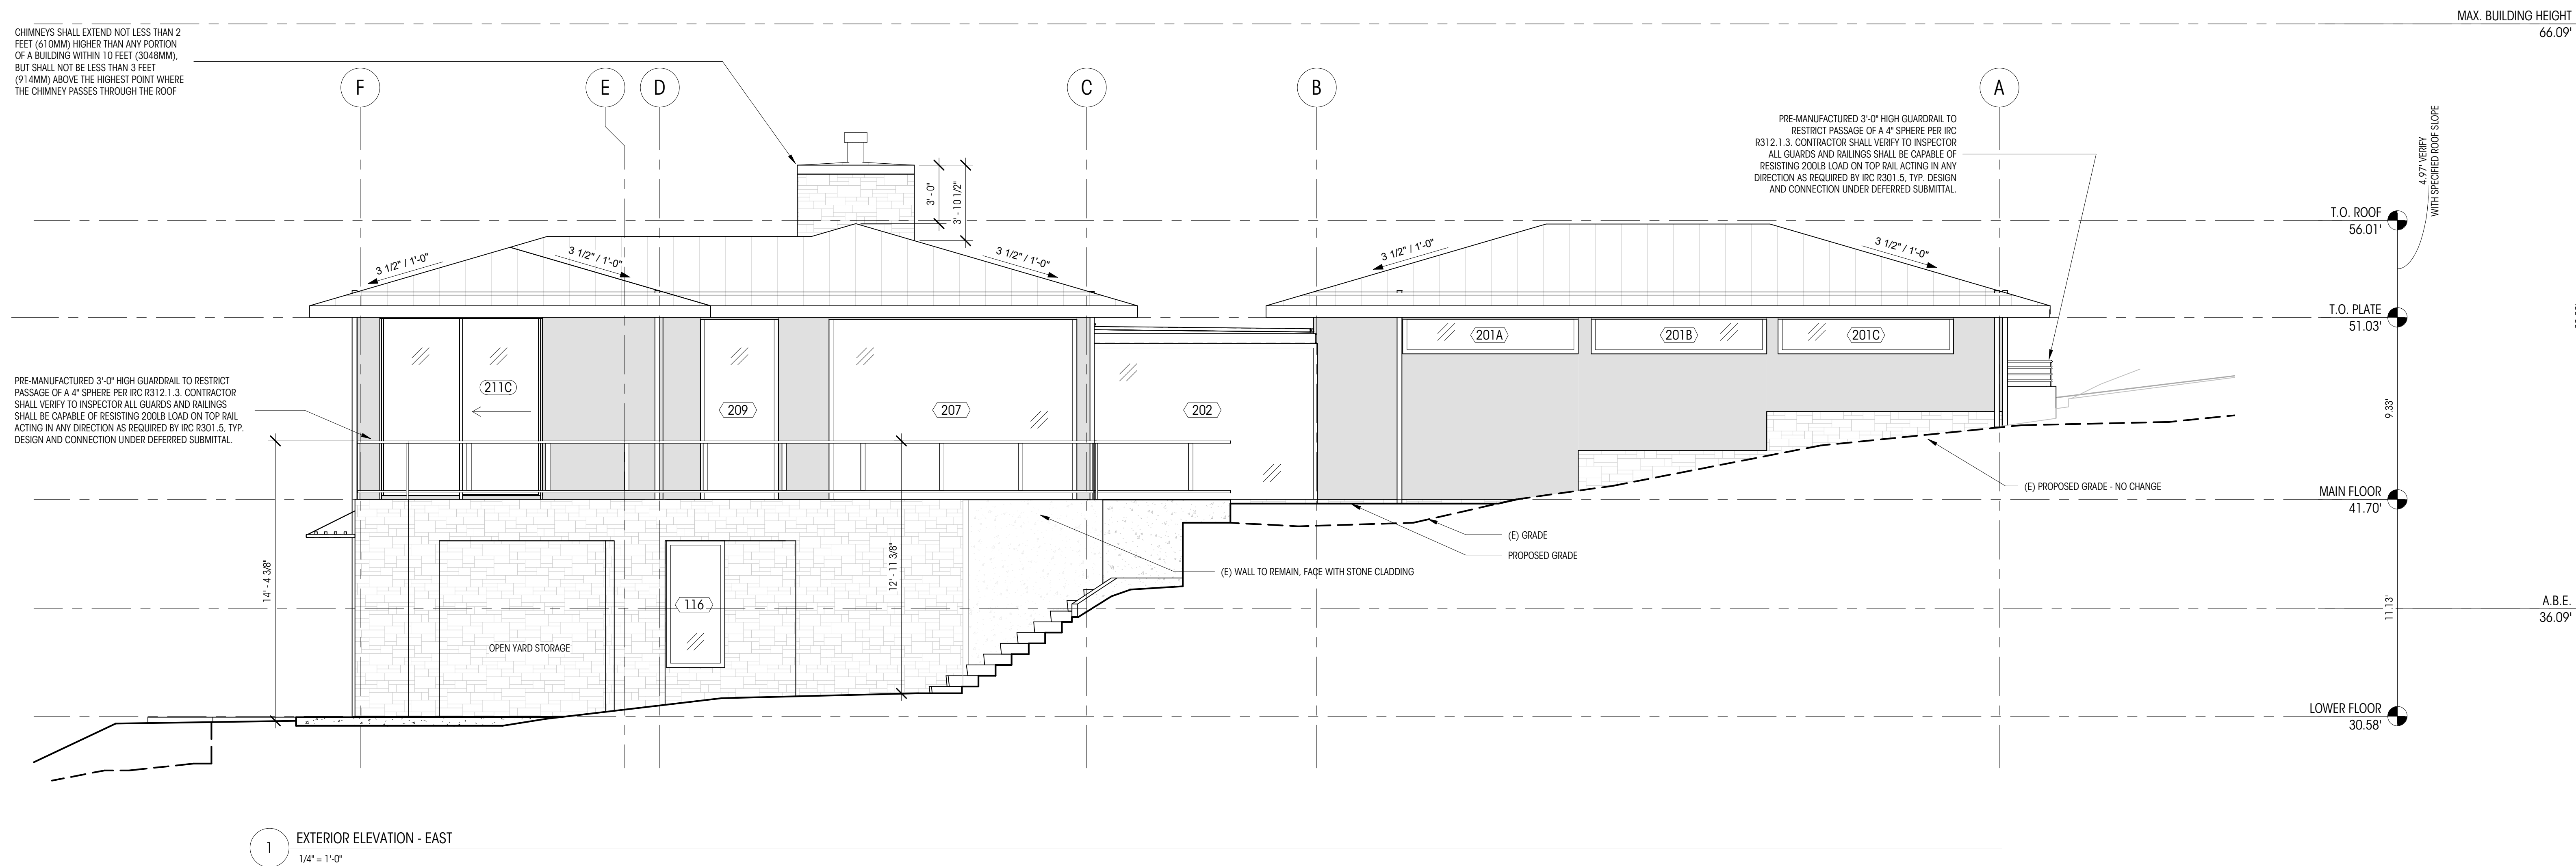 MAX. BUILDING HEIGHT
66.09'
CHIMNEYS SHALL EXTEND NOT LESS THAN 2
FEET (610MM) HIGHER THAN ANY PORTION
OF A BUILDING WITHIN 10 FEET (3048MM),
BUT SHALL NOT BE LESS THAN 3 FEET
(914MM) ABOVE THE HIGHEST POINT WHERE
THE CHIMNEY PASSES THROUGH THE ROOF
F
E
D
C
B
A
PRE-MANUFACTURED 3'-0" HIGH GUARDRAIL TO
RESTRICT PASSAGE OF A 4" SPHERE PER IRC
R312.1.3. CONTRACTOR SHALL VERIFY TO INSPECTOR
ALL GUARDS AND RAILINGS SHALL BE CAPABLE OF
RESISTING 200LB LOAD ON TOP RAIL ACTING IN ANY
DIRECTION AS REQUIRED BY IRC R301.5, TYP. DESIGN
AND CONNECTION UNDER DEFERRED SUBMITTAL.
4.97' VERIFY
WITH SPECIFIED ROOF SLOPE
3' - 0"
3' - 10 1/2"
T.O. ROOF
56.01'
3 1/2" / 1'-0"
3 1/2" / 1'-0"
3 1/2" / 1'-0"
3 1/2" / 1'-0"
3 1/2" / 1'-0"
T.O. PLATE
51.03'
201A
201B
201C
PRE-MANUFACTURED 3'-0" HIGH GUARDRAIL TO RESTRICT
PASSAGE OF A 4" SPHERE PER IRC R312.1.3. CONTRACTOR
SHALL VERIFY TO INSPECTOR ALL GUARDS AND RAILINGS
SHALL BE CAPABLE OF RESISTING 200LB LOAD ON TOP RAIL
ACTING IN ANY DIRECTION AS REQUIRED BY IRC R301.5, TYP.
DESIGN AND CONNECTION UNDER DEFERRED SUBMITTAL.
211C
209
207
202
9.33'
(E) PROPOSED GRADE - NO CHANGE
MAIN FLOOR
41.70'
(E) GRADE
PROPOSED GRADE
(E) WALL TO REMAIN, FACE WITH STONE CLADDING
14' - 4 3/8"
12' - 11 3/8"
116
OPEN YARD STORAGE
11.13'
A.B.E.
36.09'
LOWER FLOOR
30.58'
1
EXTERIOR ELEVATION - EAST
1/4" = 1'-0"